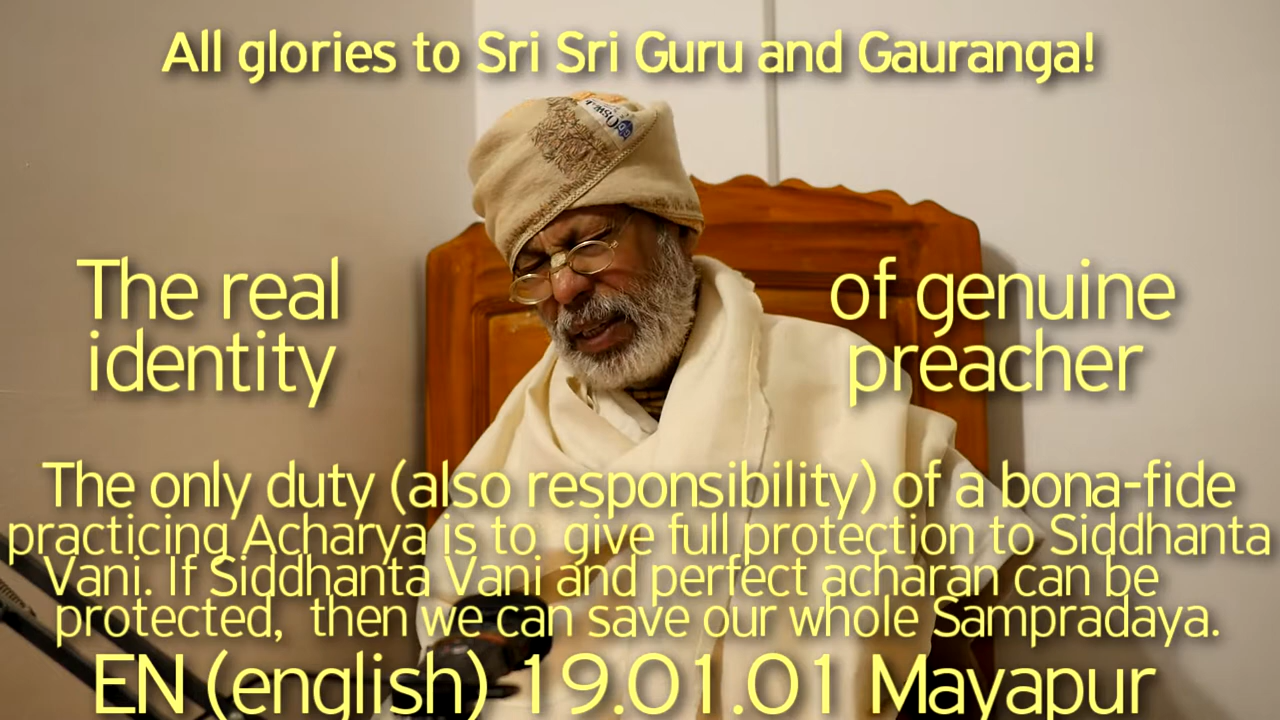 All glories to Sri Sri Guru and Gauranga!
The real
identity
of genuine
preacher
The only duty (also responsibility) of a bona-fide
practicing Acharya is to give full protection to Siddhanta
Vani. If Siddhanta Vani and perfect acharan can be
protected, then we can save our whole Sampradaya.
EN (english) 19.01.01 Mayapur